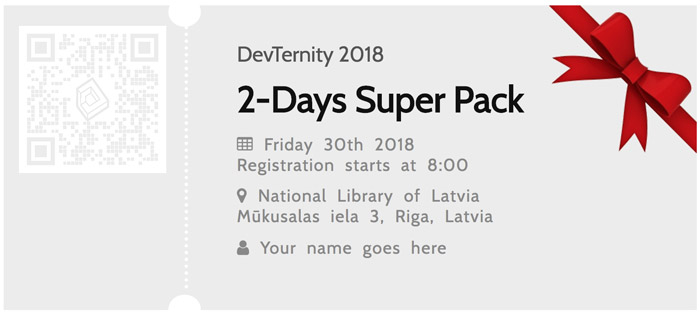 DevTernity 2018
2-Days Super Pack
Friday 30th 2018
Registration starts at 8:00
National Library of Latvia
Mūkusalas iela 3, Riga, Latvia
Your name goes here